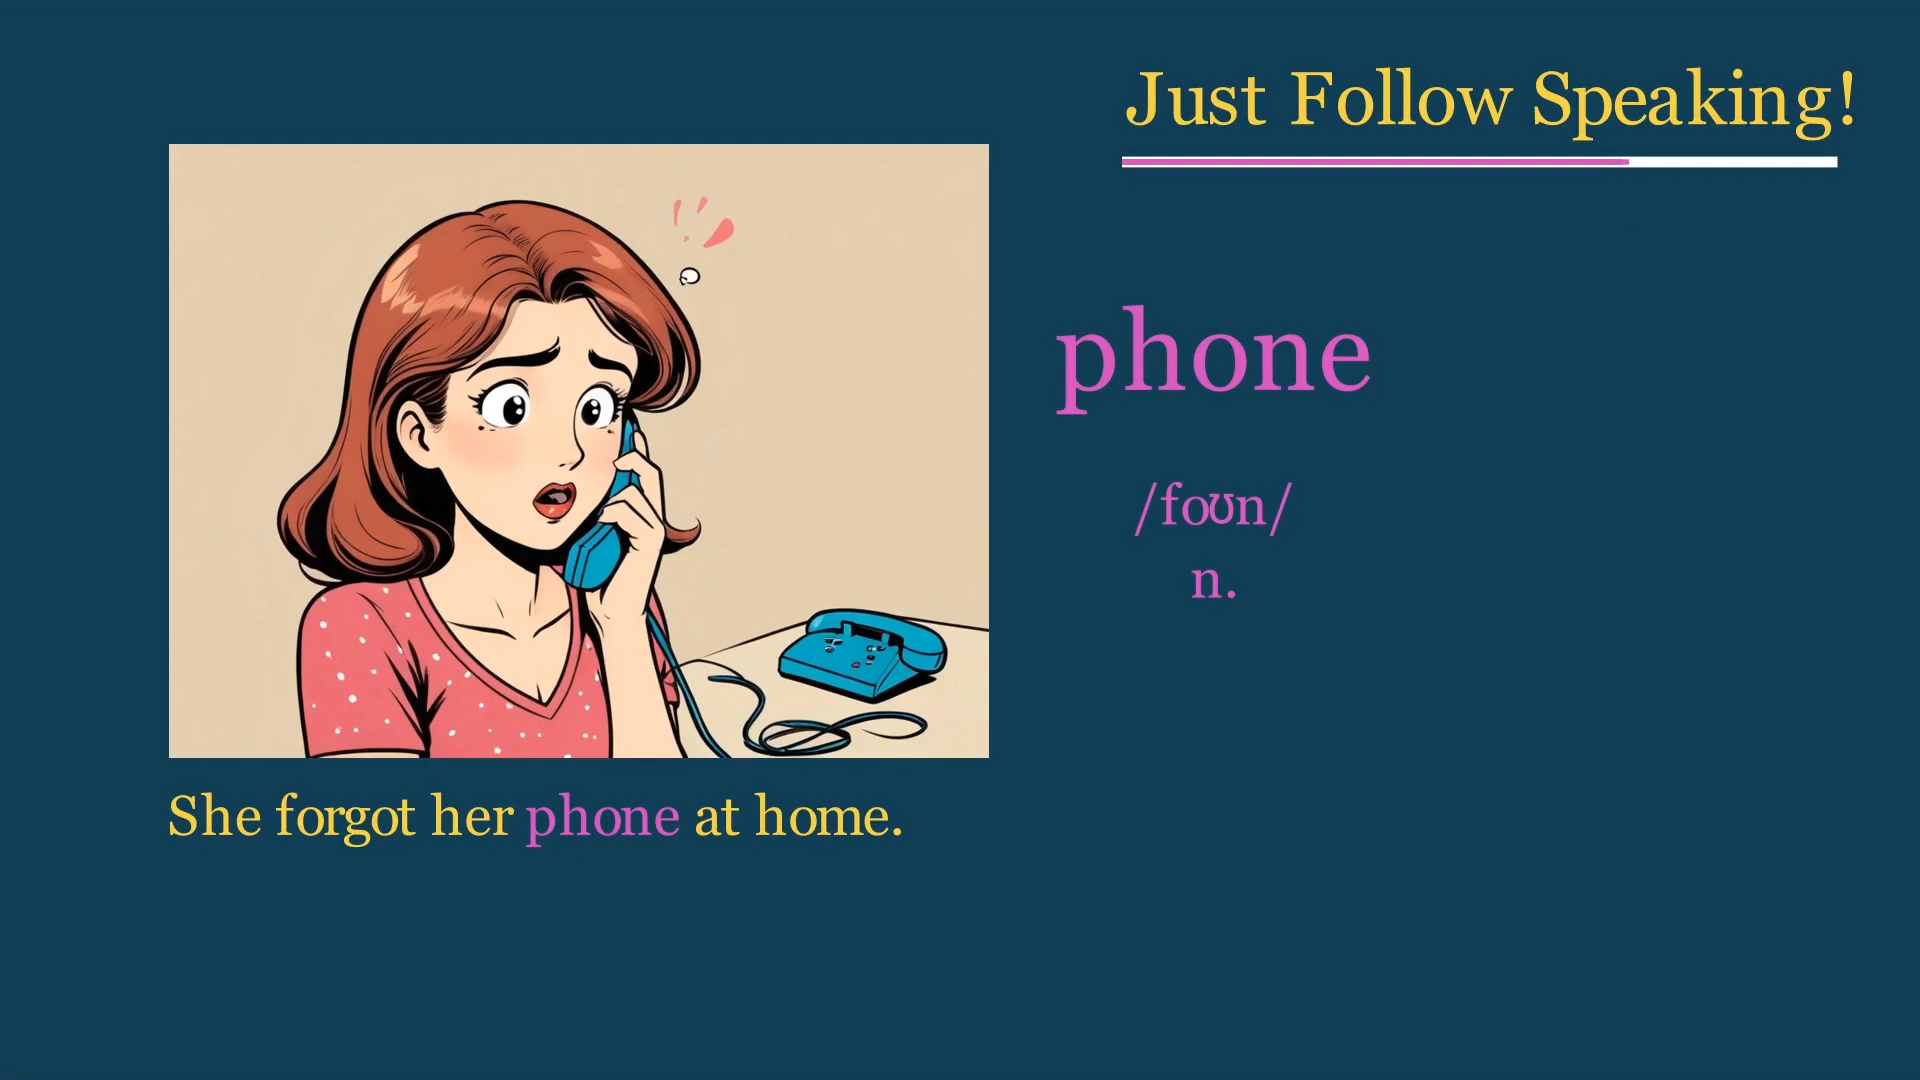 Just Follow Speaking!
phone
/foʊn/
n.
She forgot her phone at home.